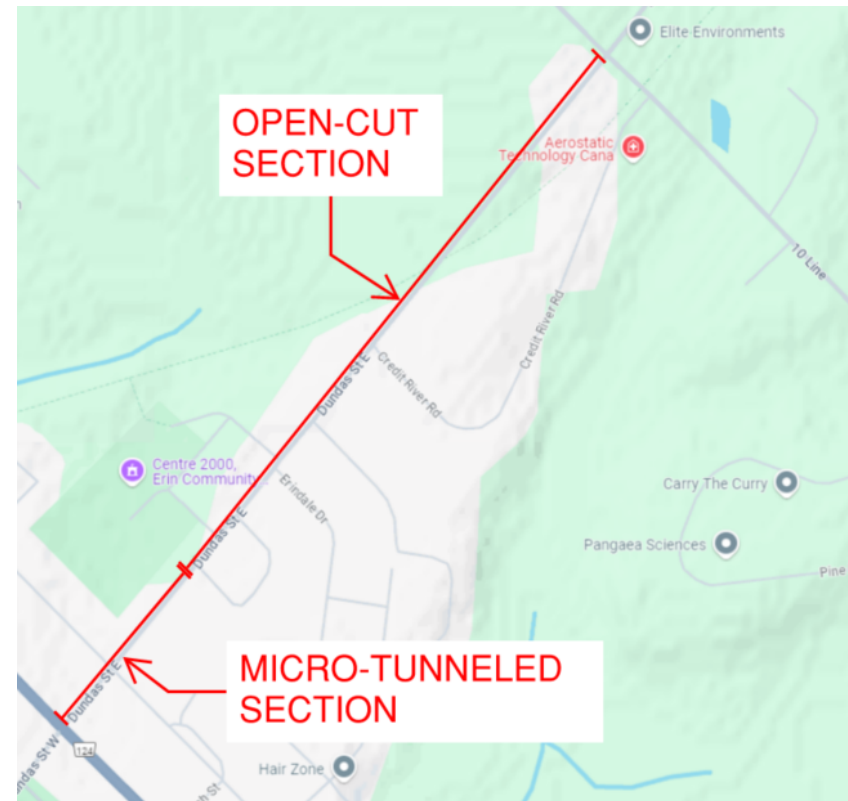 Elite Environments
OPEN-CUT
SECTION
Aerostatic
Technology Cana
10 Line
Credit River Rd
Credit River Rd
Dundas St E
Centre 2000,
Erin Community...
Erindale Dr
Carry The Curry
Dundas St E
Pangaea Sciences
Pine
MICRO-TUNNELED
SECTION
Dundas St E
124
Dundas St W
Hair Zone